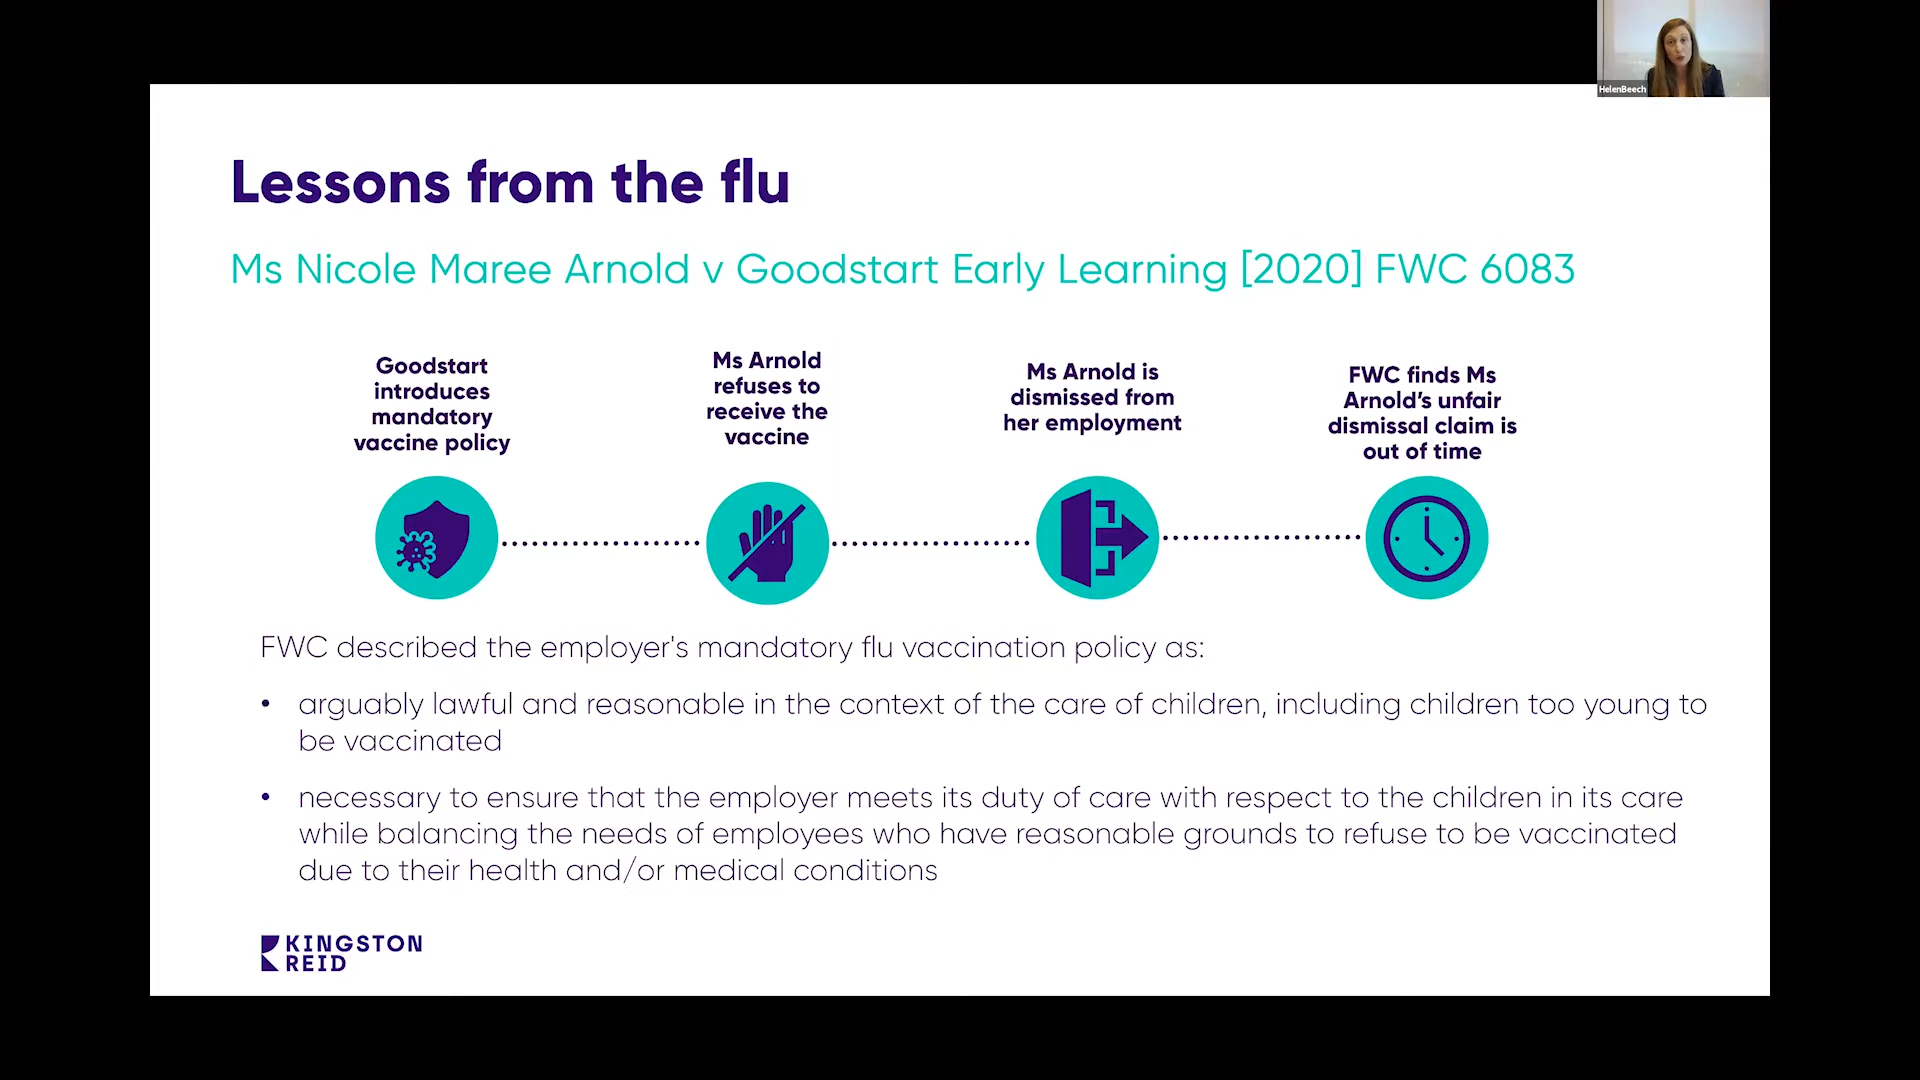 HelenBeech
Lessons from the flu
Ms Nicole Maree Arnold v Goodstart Early Learning [2020] FWC 6083
Goodstart
introduces
mandatory
vaccine policy
Ms Arnold
refuses to
receive the
vaccine
Ms Arnold is
dismissed from
her employment
FWC finds Ms
Arnold’s unfair
dismissal claim is
out of time
FWC described the employer's mandatory flu vaccination policy as:
• arguably lawful and reasonable in the context of the care of children, including children too young to
be vaccinated
• necessary to ensure that the employer meets its duty of care with respect to the children in its care
while balancing the needs of employees who have reasonable grounds to refuse to be vaccinated
due to their health and/or medical conditions
KINGSTON
REID